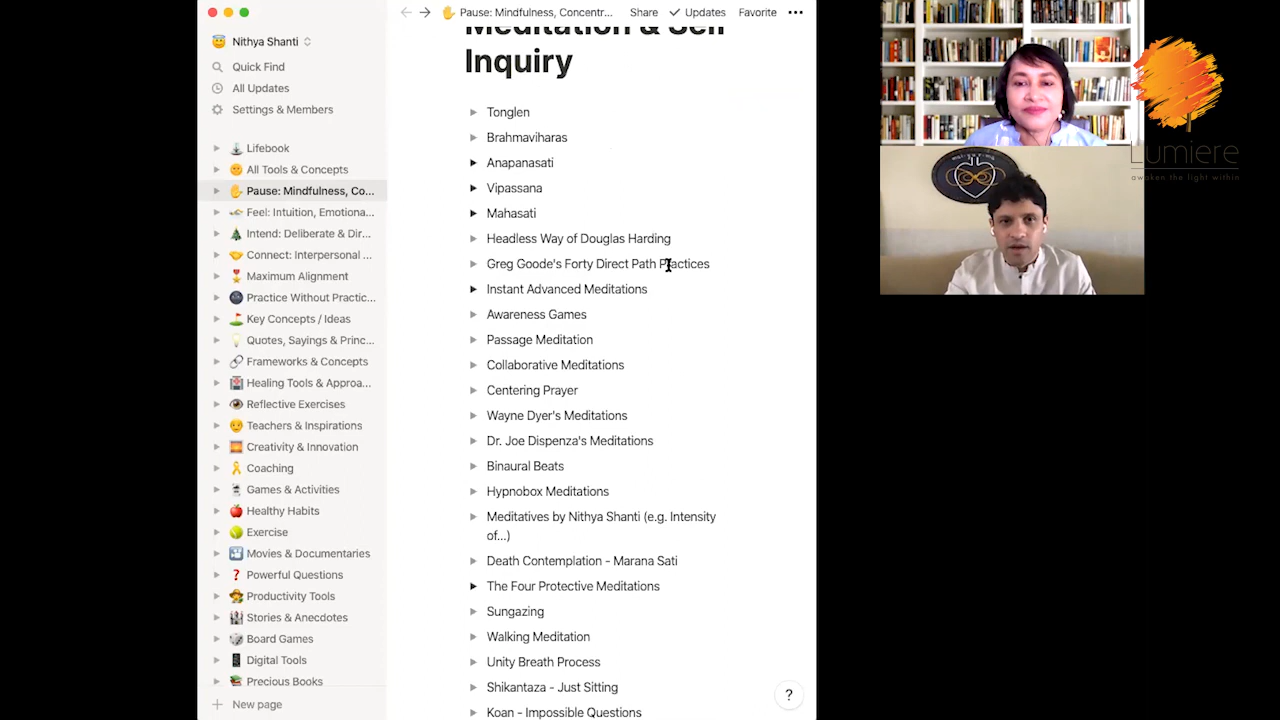 Nithya Shanti
Quick Find
All Updates
Settings & Members
Lifebook
All Tools & Concepts
Pause: Mindfulness, Co...
Feel: Intuition, Emotiona...
Intend: Deliberate & Dir...
Connect: Interpersonal ...
Maximum Alignment
Practice Without Practic...
Key Concepts / Ideas
Quotes, Sayings & Princ...
Frameworks & Concepts
Healing Tools & Approa...
Reflective Exercises
Teachers & Inspirations
Creativity & Innovation
Coaching
Games & Activities
Healthy Habits
Exercise
Movies & Documentaries
Powerful Questions
Productivity Tools
Stories & Anecdotes
Board Games
Digital Tools
Precious Books
New page
Pause: Mindfulness, Concentr... Share Updates Favorite
Meditation & Self
Inquiry
Tonglen
Brahmaviharas
Anapanasati
Vipassana
Mahasati
Headless Way of Douglas Harding
Greg Goode's Forty Direct Path Practices
Instant Advanced Meditations
Awareness Games
Passage Meditation
Collaborative Meditations
Centering Prayer
Wayne Dyer's Meditations
Dr. Joe Dispenza's Meditations
Binaural Beats
Hypnobox Meditations
Meditatives by Nithya Shanti (e.g. Intensity
of...)
Death Contemplation - Marana Sati
The Four Protective Meditations
Sungazing
Walking Meditation
Unity Breath Process
Shikantaza - Just Sitting
Koan - Impossible Questions
?
Lumiere
awaken the light within